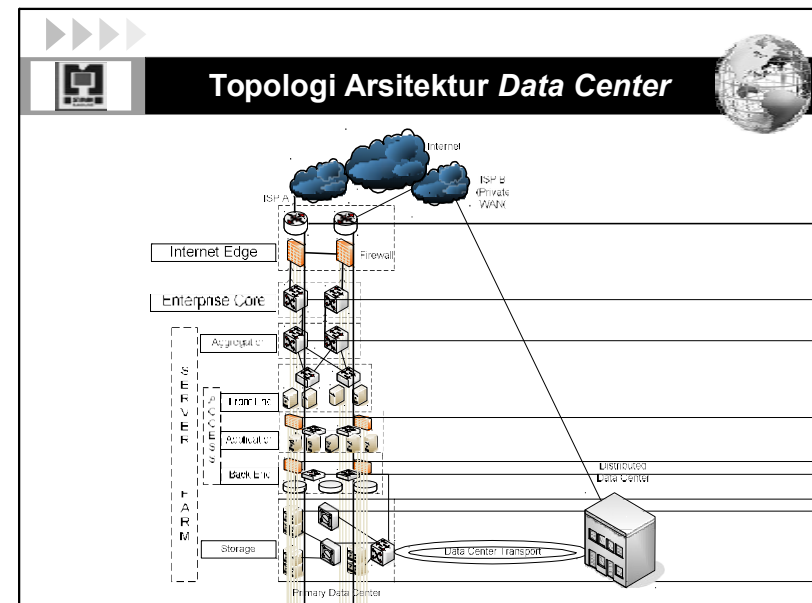 Topologi Arsitektur Data Center
Internet
ISP A
ISP B
(Private
WAN)
Internet Edge
Firewall
Enterprise Core
Aggregation
SERVER FARM
ACCESS
Front End
Application
Back End
Distributed
Data Center
Storage
Data Center Transport
Primary Data Center